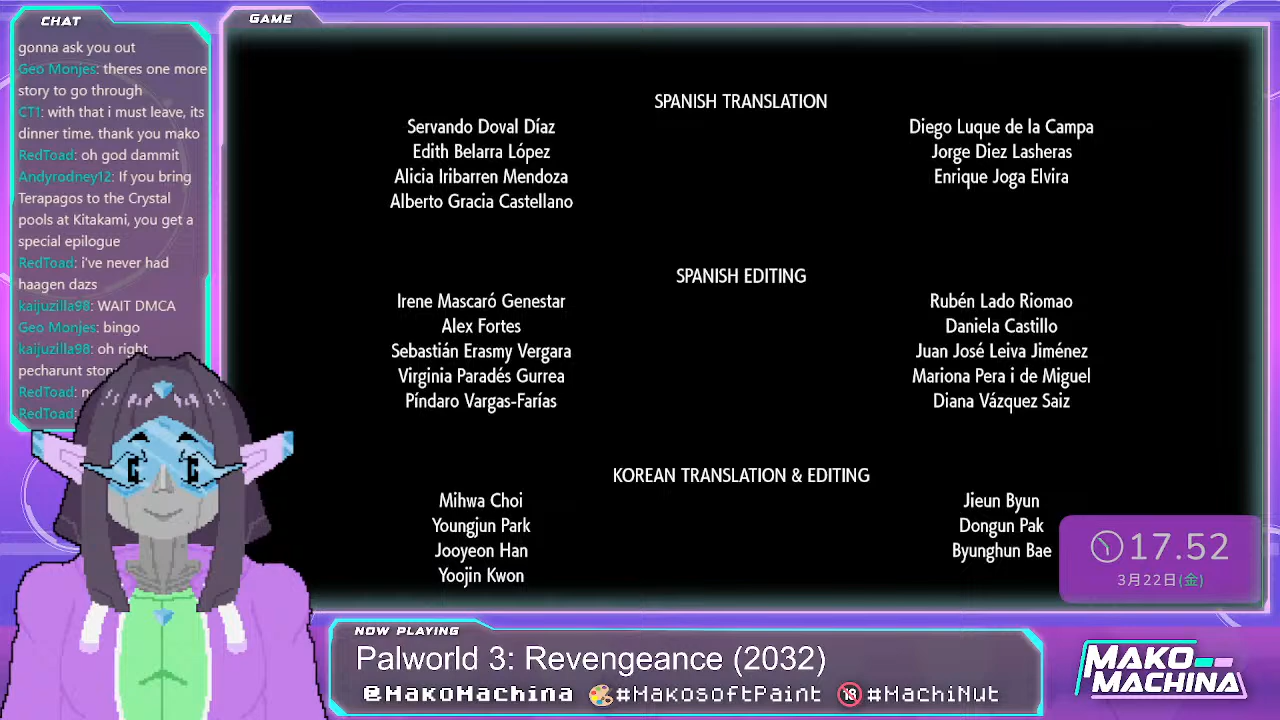 CHAT
GAME
gonna ask you out
Geo Monjes: theres one more
story to go through
CT1: with that i must leave, its
dinner time. thank you mako
RedToad: oh god dammit
Andyrodney12: If you bring
Terapagos to the Crystal
pools at Kitakami, you get a
special epilogue
RedToad: i've never had
haagen dazs
kaijuzilla98: WAIT DMCA
Geo Monjes: bingo
kaijuzilla98: oh right
pecharunt
RedToad:
RedToad:
SPANISH TRANSLATION
Servando Doval Díaz
Diego Luque de la Campa
Edith Belarra López
Jorge Diez Lasheras
Alicia Iribarren Mendoza
Enrique Joga Elvira
Alberto Gracia Castellano
SPANISH EDITING
Irene Mascaró Genestar
Rubén Lado Riomao
Alex Fortes
Daniela Castillo
Sebastián Erasmy Vergara
Juan José Leiva Jiménez
Virginia Paradés Gurrea
Mariona Pera i de Miguel
Píndaro Vargas-Farías
Diana Vázquez Saiz
KOREAN TRANSLATION & EDITING
Mihwa Choi
Jieun Byun
Youngjun Park
Dongun Pak
Jooyeon Han
Byunghun Bae
Yoojin Kwon
17.52
3月22日(金)
NOW PLAYING
Palworld 3: Revengeance (2032)
@MakoMachina #MakosoftPaint 18 #MachiNut
MAKO
MACHINA